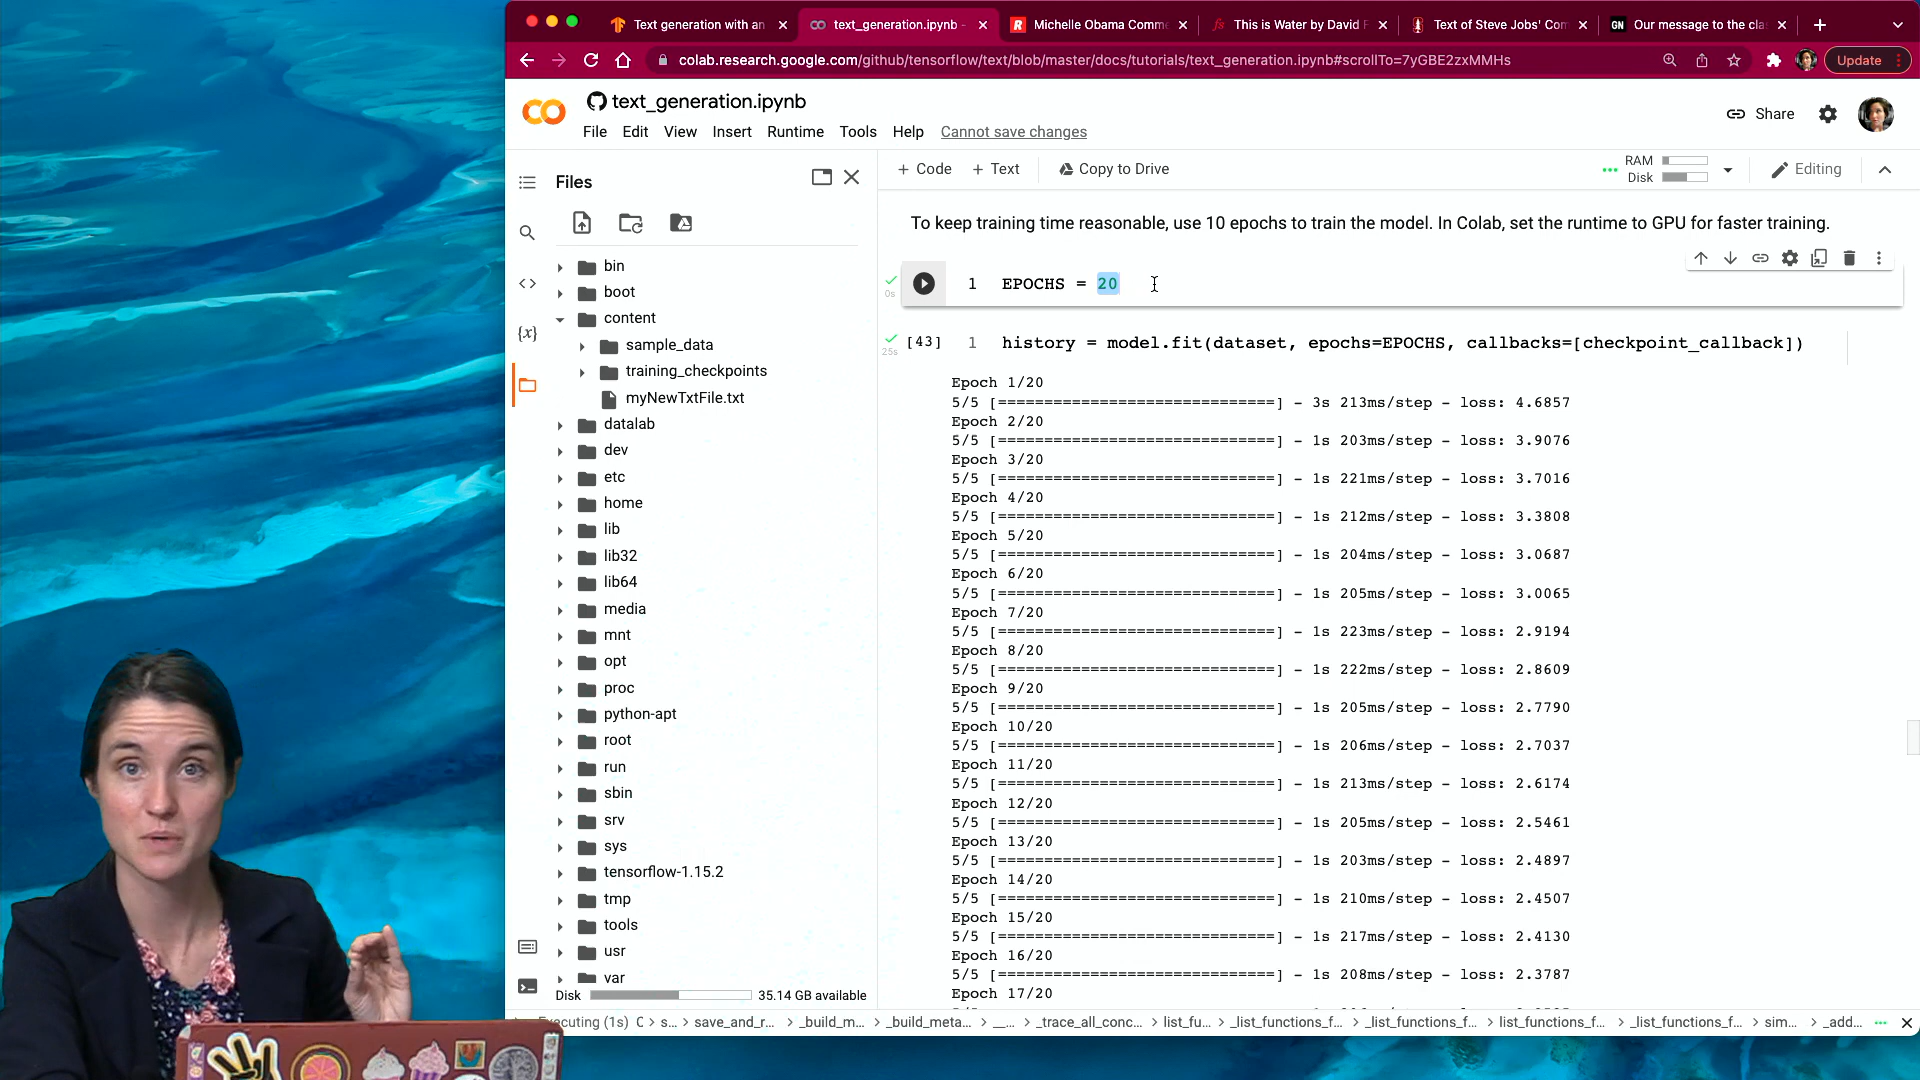 Text generation with an
text_generation.ipynb -
Michelle Obama Comme
This is Water by David F
Text of Steve Jobs' Com
GN
Our message to the cla
colab.research.google.com/github/tensorflow/text/blob/master/docs/tutorials/text_generation.ipynb#scrollTo=7yGBE2zxMMHs
Update
text_generation.ipynb
Share
File Edit View Insert Runtime Tools Help Cannot save changes
Files
+ Code + Text
Copy to Drive
RAM
Disk
Editing
bin
boot
content
sample_data
training_checkpoints
myNewTxtFile.txt
datalab
dev
etc
home
lib
lib32
lib64
media
mnt
opt
proc
python-apt
root
run
sbin
srv
sys
tensorflow-1.15.2
tmp
tools
usr
var
Disk
35.14 GB available
To keep training time reasonable, use 10 epochs to train the model. In Colab, set the runtime to GPU for faster training.
0s
1 EPOCHS = 20
25s
[43] 1 history = model.fit(dataset, epochs=EPOCHS, callbacks=[checkpoint_callback])
Epoch 1/20
5/5 [==============================] - 3s 213ms/step - loss: 4.6857
Epoch 2/20
5/5 [==============================] - 1s 203ms/step - loss: 3.9076
Epoch 3/20
5/5 [==============================] - 1s 221ms/step - loss: 3.7016
Epoch 4/20
5/5 [==============================] - 1s 212ms/step - loss: 3.3808
Epoch 5/20
5/5 [==============================] - 1s 204ms/step - loss: 3.0687
Epoch 6/20
5/5 [==============================] - 1s 205ms/step - loss: 3.0065
Epoch 7/20
5/5 [==============================] - 1s 223ms/step - loss: 2.9194
Epoch 8/20
5/5 [==============================] - 1s 222ms/step - loss: 2.8609
Epoch 9/20
5/5 [==============================] - 1s 205ms/step - loss: 2.7790
Epoch 10/20
5/5 [==============================] - 1s 206ms/step - loss: 2.7037
Epoch 11/20
5/5 [==============================] - 1s 213ms/step - loss: 2.6174
Epoch 12/20
5/5 [==============================] - 1s 205ms/step - loss: 2.5461
Epoch 13/20
5/5 [==============================] - 1s 203ms/step - loss: 2.4897
Epoch 14/20
5/5 [==============================] - 1s 210ms/step - loss: 2.4507
Epoch 15/20
5/5 [==============================] - 1s 217ms/step - loss: 2.4130
Epoch 16/20
5/5 [==============================] - 1s 208ms/step - loss: 2.3787
Epoch 17/20
Executing (1s) C > s... > save_and_r... > _build_m... > _build_meta... > __... > _trace_all_conc... > list_fu... > _list_functions_f... > _list_functions_f... > list_functions_f... > _list_functions_f... > sim... > _add...